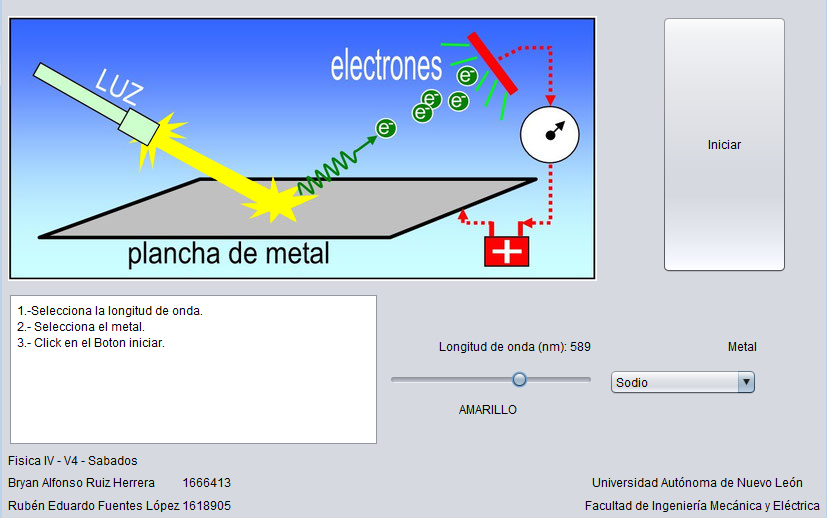 LUZ
electrones
e-
e-
e-
e-
e-
plancha de metal
Iniciar
1.-Selecciona la longitud de onda.
2.- Selecciona el metal.
3.- Click en el Boton iniciar.
Longitud de onda (nm): 589
Metal
Sodio
AMARILLO
Fisica IV - V4 - Sabados
Bryan Alfonso Ruiz Herrera 1666413
Universidad Autónoma de Nuevo León
Rubén Eduardo Fuentes López 1618905
Facultad de Ingeniería Mecánica y Eléctrica